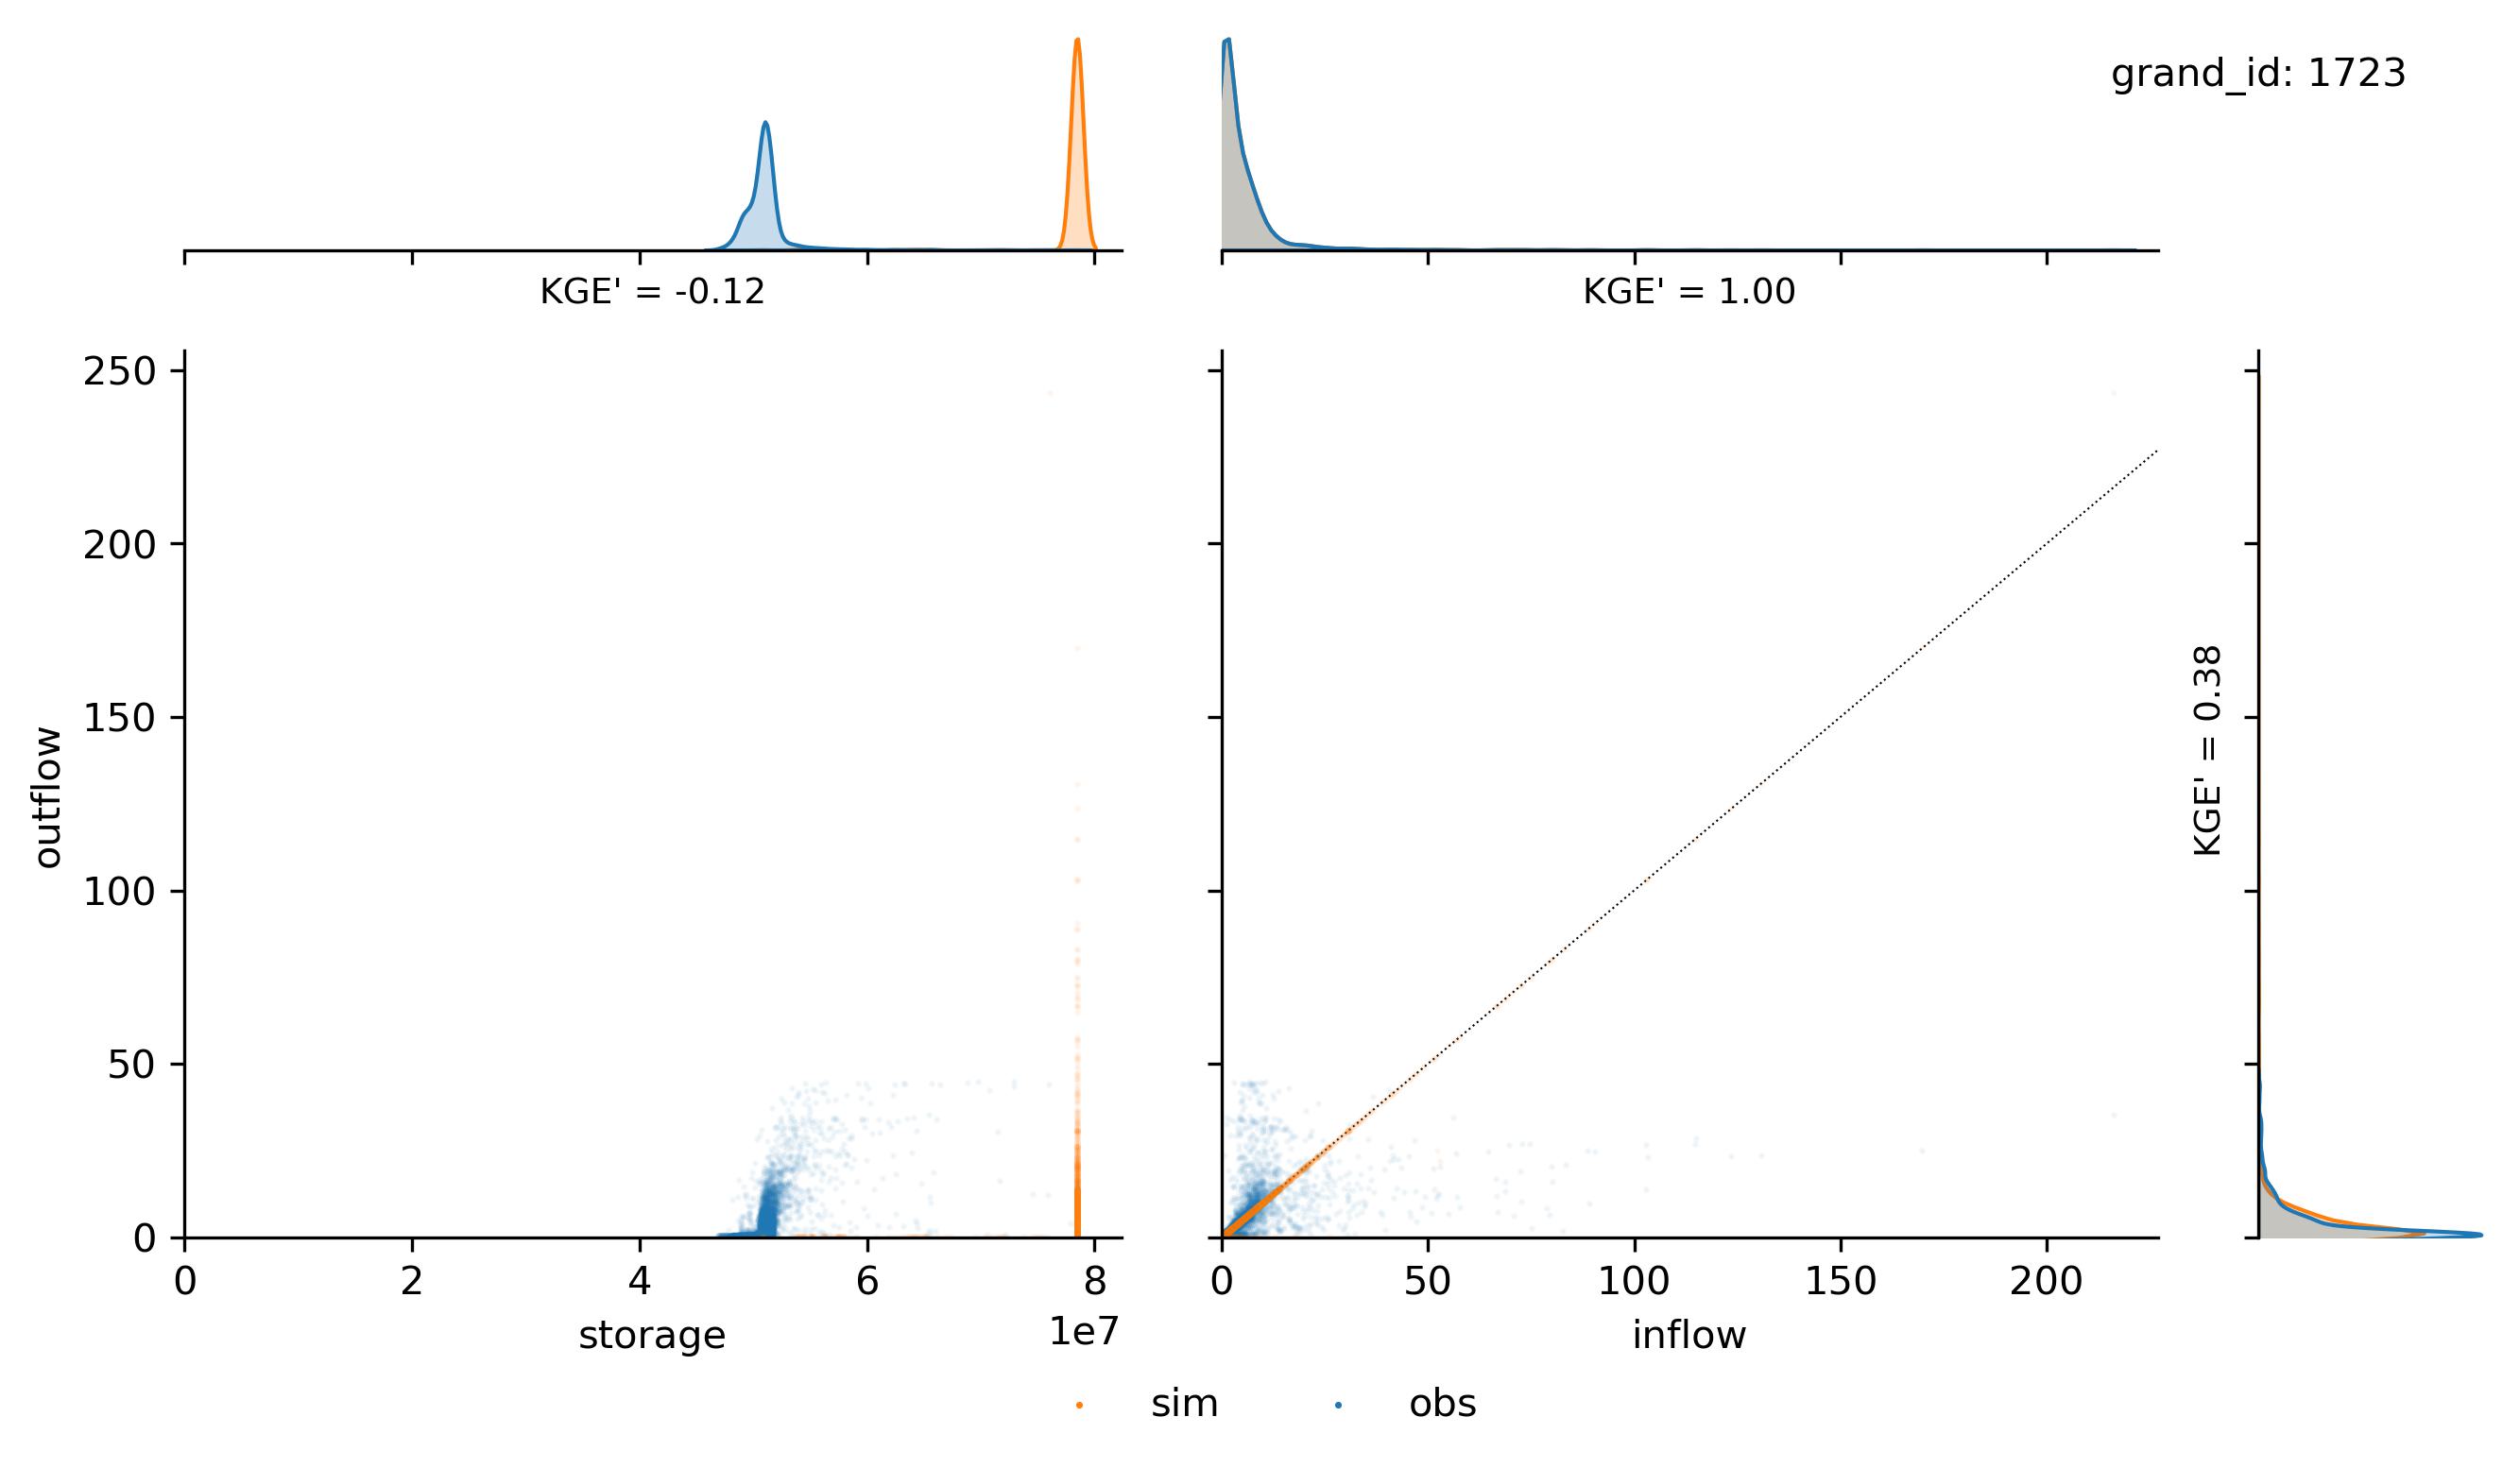 grand_id: 1723
KGE' = -0.12
KGE' = 1.00
250
200
150
100
50
0
outflow
KGE' = 0.38
0 2 4 6 8
0 50 100 150 200
1e7
storage
inflow
sim obs